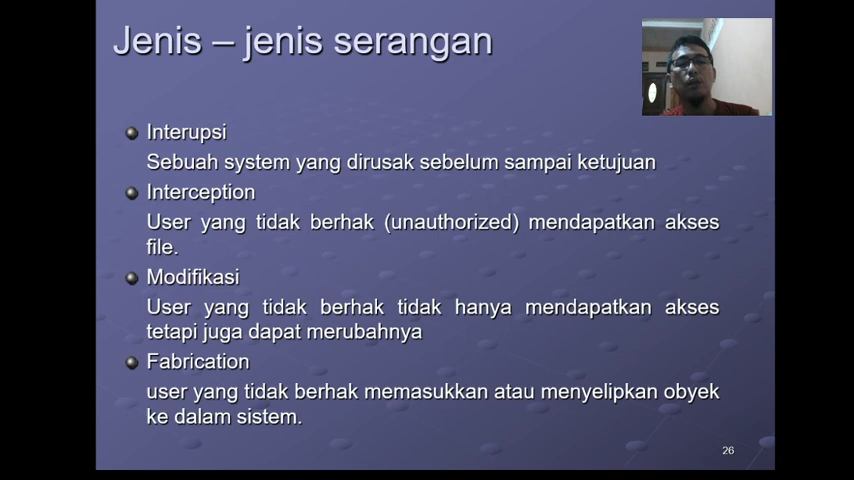 Jenis – jenis serangan
Interupsi
Sebuah system yang dirusak sebelum sampai ketujuan
Interception
User yang tidak berhak (unauthorized) mendapatkan akses
file.
Modifikasi
User yang tidak berhak tidak hanya mendapatkan akses
tetapi juga dapat merubahnya
Fabrication
user yang tidak berhak memasukkan atau menyelipkan obyek
ke dalam sistem.
26